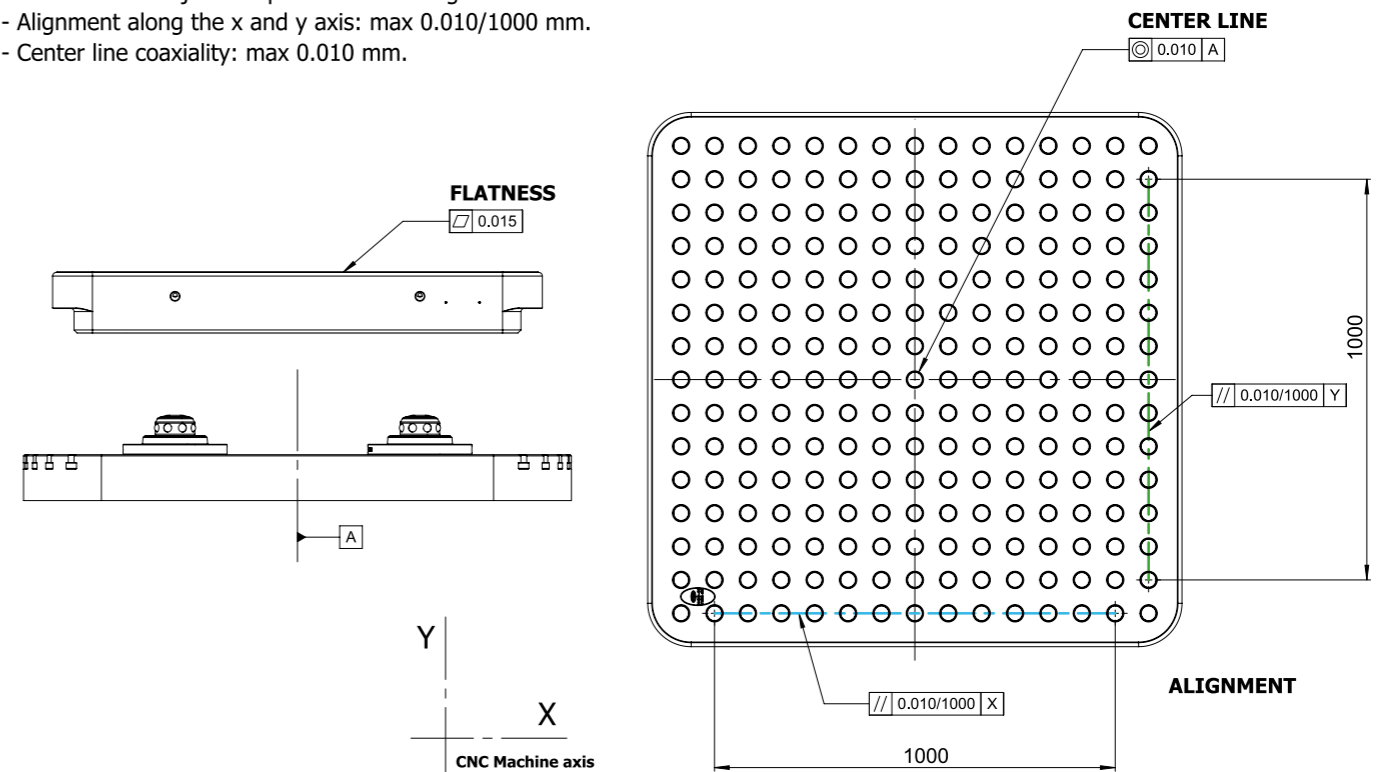 - Alignment along the x and y axis: max 0.010/1000 mm.
- Center line coaxiality: max 0.010 mm.
CENTER LINE
0.010 A
FLATNESS
0.015
1000
// 0.010/1000 Y
A
// 0.010/1000 X
ALIGNMENT
1000
Y
X
CNC Machine axis